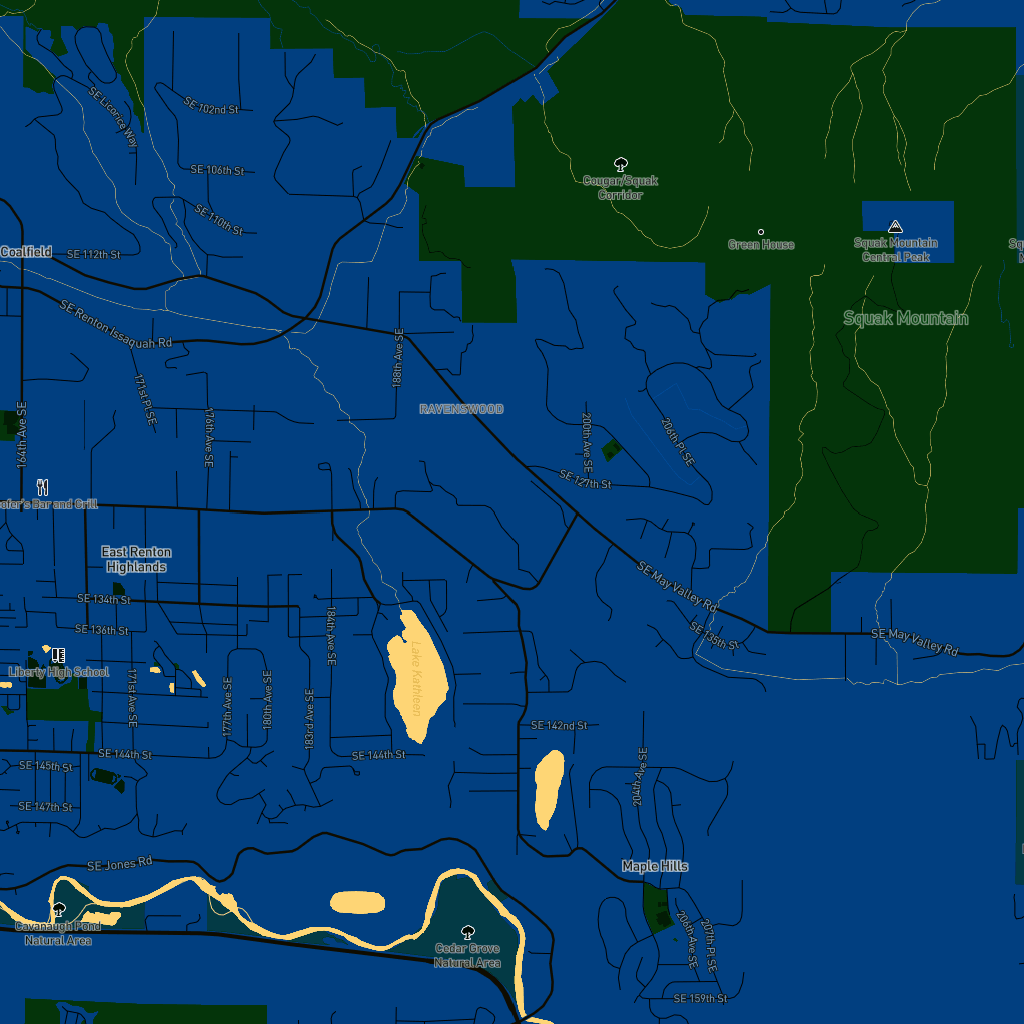 SE Licorice Way
SE 102nd St
SE 106th St
SE 110th St
SE 112th St
Coalfield
Cougar/Squak
Corridor
Green House
Squak Mountain
Central Peak
Squak Mountain
SE Renton Issaquah Rd
188th Ave SE
171st Pl SE
176th Ave SE
164th Ave SE
RAVENSWOOD
200th Ave SE
206th Pl SE
SE 127th St
Bar and Grill
East Renton
Highlands
SE May Valley Rd
SE 134th St
SE 136th St
SE 135th St
SE May Valley Rd
184th Ave SE
Liberty High School
Lake Kathleen
171st Ave SE
177th Ave SE
180th Ave SE
183rd Ave SE
SE 142nd St
SE 144th St
SE 144th St
SE 145th St
204th Ave SE
SE 147th St
SE Jones Rd
Maple Hills
Cavanaugh Pond
Natural Area
Cedar Grove
Natural Area
206th Ave SE
207th Pl SE
SE 159th St